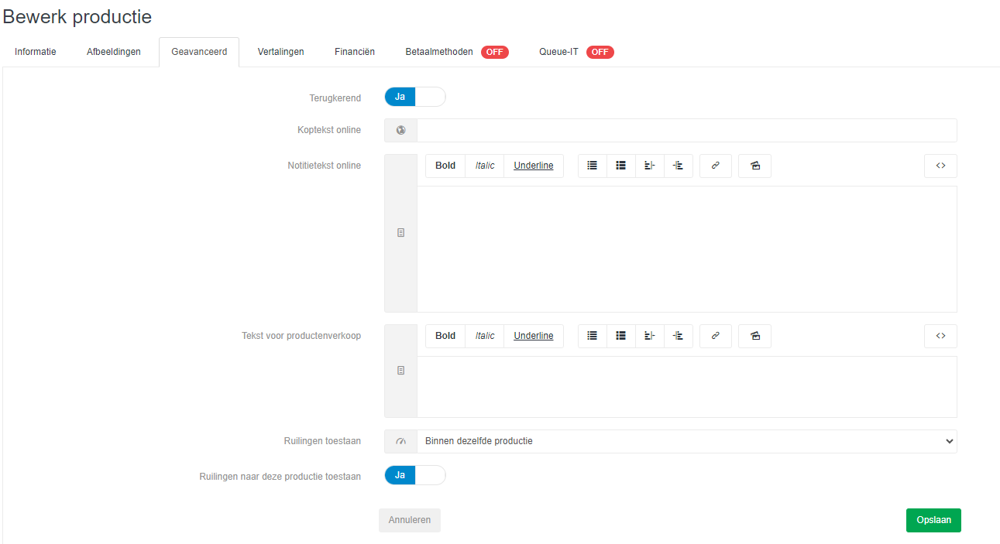 Bewerk productie
Informatie Afbeeldingen Geavanceerd Vertalingen Financiën Betaalmethoden OFF Queue-IT OFF
Terugkerend Ja
Koptekst online
Notitietekst online Bold Italic Underline <>
Tekst voor productenverkoop Bold Italic Underline <>
Ruilingen toestaan Binnen dezelfde productie
Ruilingen naar deze productie toestaan Ja
Annuleren Opslaan